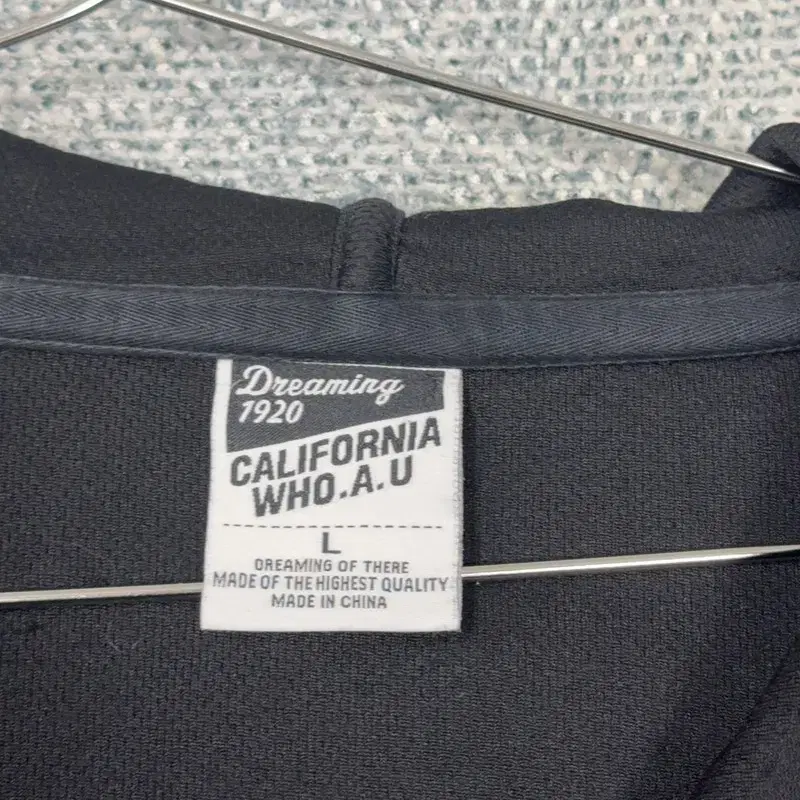 Dreaming
1920
CALIFORNIA
WHO.A.U
L
DREAMING OF THERE
MADE OF THE HIGHEST QUALITY
MADE IN CHINA